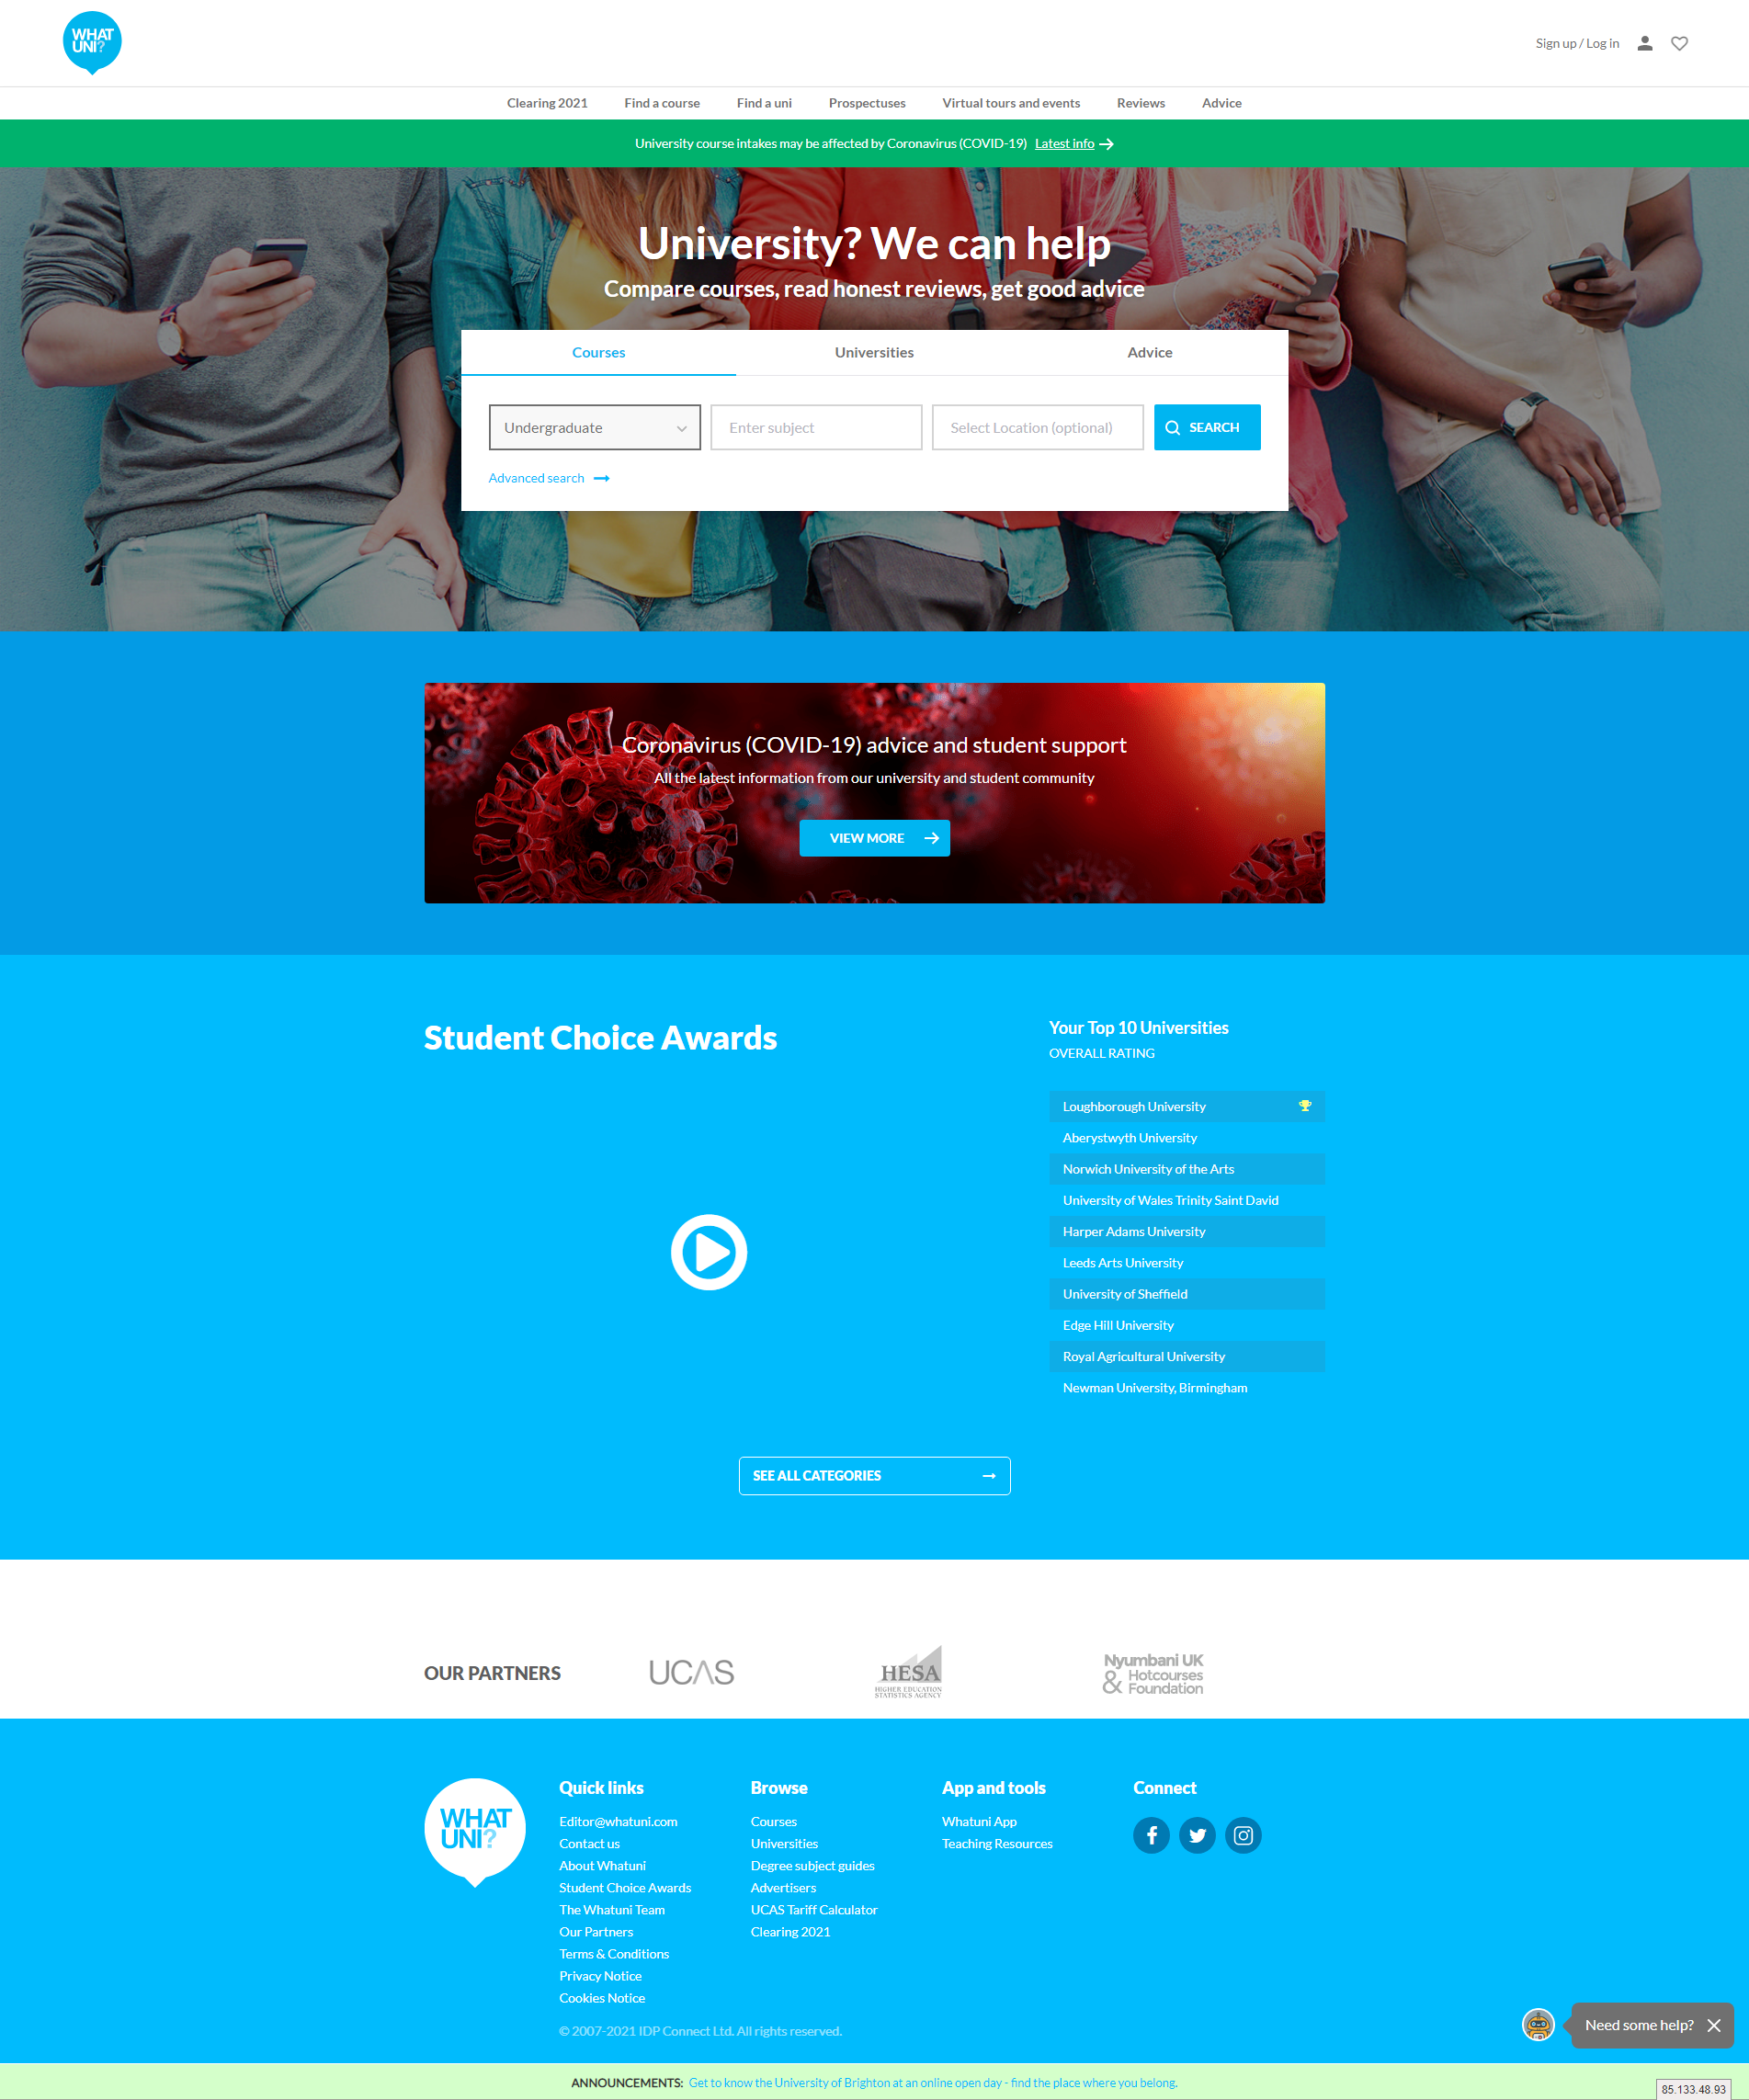 WHAT
UNI?
Sign up / Log in
Clearing 2021
Find a course
Find a uni
Prospectuses
Virtual tours and events
Reviews
Advice
University course intakes may be affected by Coronavirus (COVID-19) Latest info
University? We can help
Compare courses, read honest reviews, get good advice
Courses
Universities
Advice
Undergraduate
Enter subject
Select Location (optional)
SEARCH
Advanced search
Coronavirus (COVID-19) advice and student support
All the latest information from our university and student community
VIEW MORE
Student Choice Awards
Your Top 10 Universities
OVERALL RATING
Loughborough University
Aberystwyth University
Norwich University of the Arts
University of Wales Trinity Saint David
Harper Adams University
Leeds Arts University
University of Sheffield
Edge Hill University
Royal Agricultural University
Newman University, Birmingham
SEE ALL CATEGORIES
OUR PARTNERS
UCAS
HESA
HIGHER EDUCATION
STATISTICS AGENCY
Nyumbani UK
& Hotcourses
Foundation
WHAT
UNI?
Quick links
Editor@whatuni.com
Contact us
About Whatuni
Student Choice Awards
The Whatuni Team
Our Partners
Terms & Conditions
Privacy Notice
Cookies Notice
Browse
Courses
Universities
Degree subject guides
Advertisers
UCAS Tariff Calculator
Clearing 2021
App and tools
Whatuni App
Teaching Resources
Connect
© 2007-2021 IDP Connect Ltd. All rights reserved.
Need some help?
ANNOUNCEMENTS: Get to know the University of Brighton at an online open day - find the place where you belong.
85.133.48.93